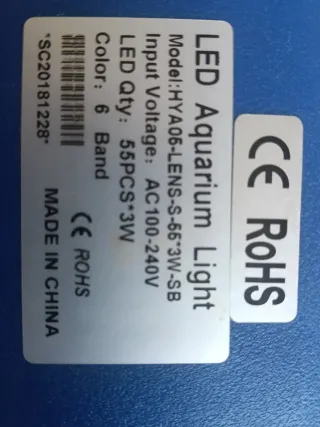 LED Aquarium Light
Model:HYA06-LENS-S-55*3W-SB
Input Voltage: AC100-240V
LED Qty: 55PCS*3W
Color: 6 Band
CE ROHS
*SC20181228*
MADE IN CHINA
CE RoHS